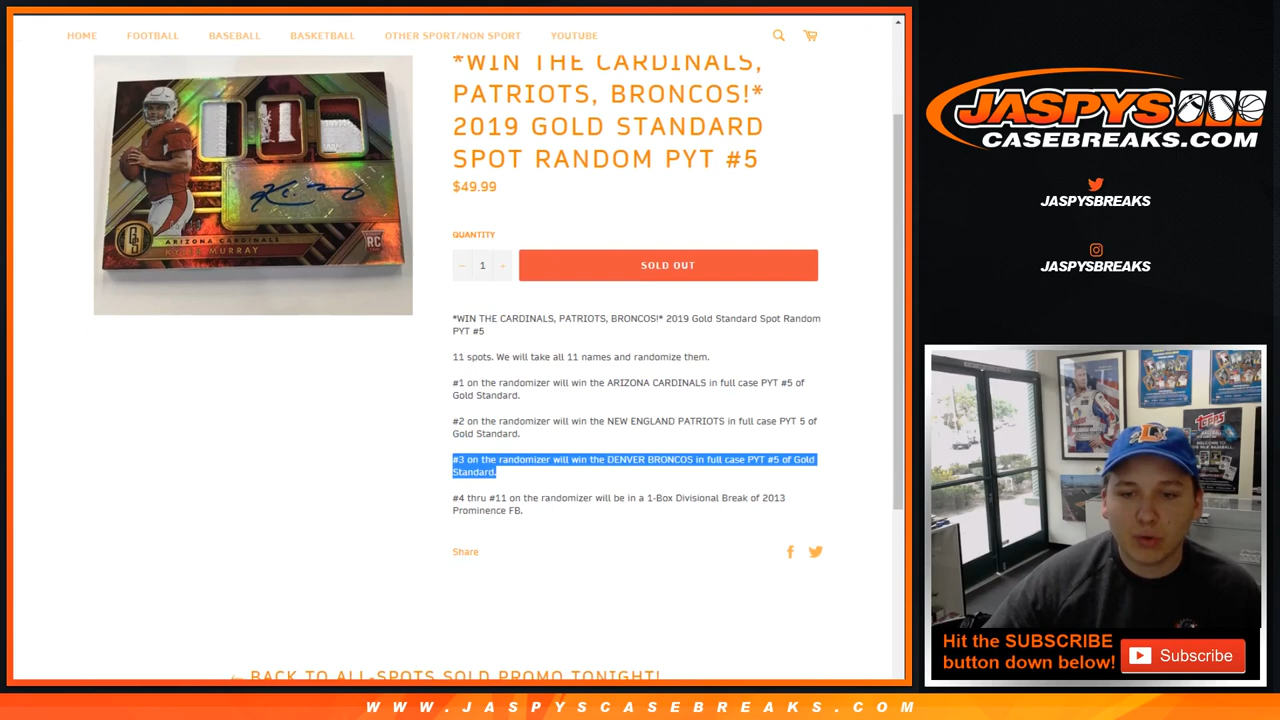 HOME FOOTBALL BASEBALL BASKETBALL OTHER SPORT/NON SPORT YOUTUBE
*WIN THE CARDINALS,
PATRIOTS, BRONCOS!*
2019 GOLD STANDARD
SPOT RANDOM PYT #5
$49.99
QUANTITY
− 1 +
SOLD OUT
*WIN THE CARDINALS, PATRIOTS, BRONCOS!* 2019 Gold Standard Spot Random
PYT #5
11 spots. We will take all 11 names and randomize them.
#1 on the randomizer will win the ARIZONA CARDINALS in full case PYT #5 of
Gold Standard.
#2 on the randomizer will win the NEW ENGLAND PATRIOTS in full case PYT 5 of
Gold Standard.
#3 on the randomizer will win the DENVER BRONCOS in full case PYT #5 of Gold
Standard.
#4 thru #11 on the randomizer will be in a 1-Box Divisional Break of 2013
Prominence FB.
Share
← BACK TO ALL-SPOTS SOLD PROMO TONIGHT!
ARIZONA CARDINALS
KYLER MURRAY
RC
GS
JASPYS
CASEBREAKS.COM
JASPYSBREAKS
JASPYSBREAKS
TOPPS
Hit the SUBSCRIBE
button down below!
Subscribe
WWW.JASPYSCASEBREAKS.COM